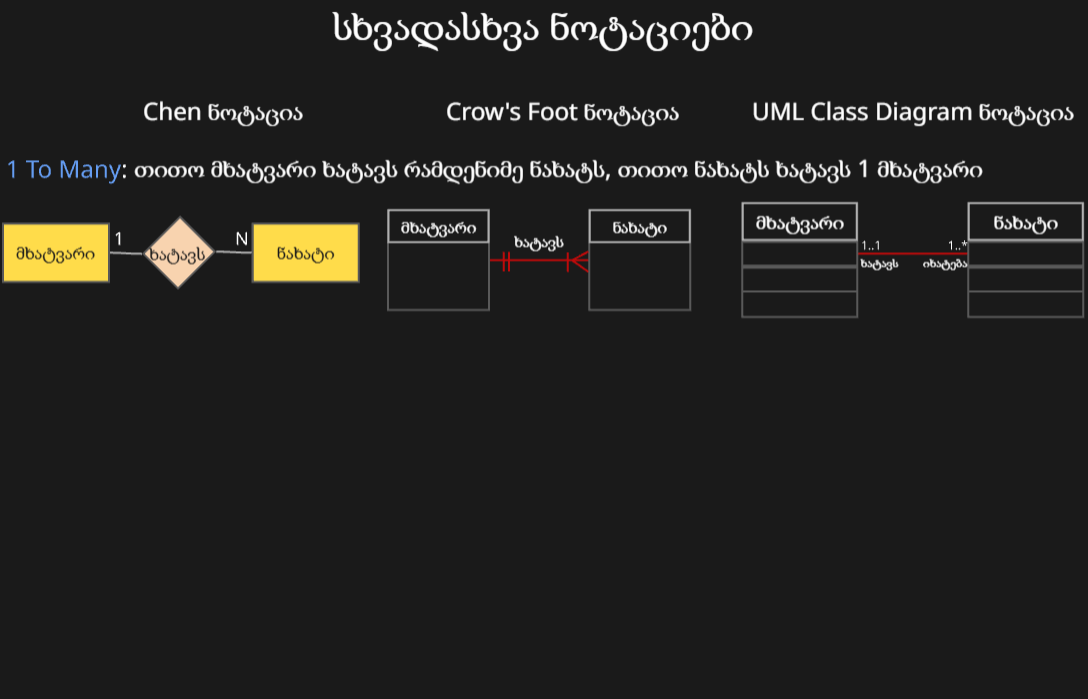 სხვადასხვა ნოტაციები
Chen ნოტაცია
Crow's Foot ნოტაცია
UML Class Diagram ნოტაცია
1 To Many: თითო მხატვარი ხატავს რამდენიმე ნახატს, თითო ნახატს ხატავს 1 მხატვარი
მხატვარი
1
ხატავს
N
ნახატი
მხატვარი
ხატავს
ნახატი
მხატვარი
1..1
ხატავს
1..*
იხატება
ნახატი